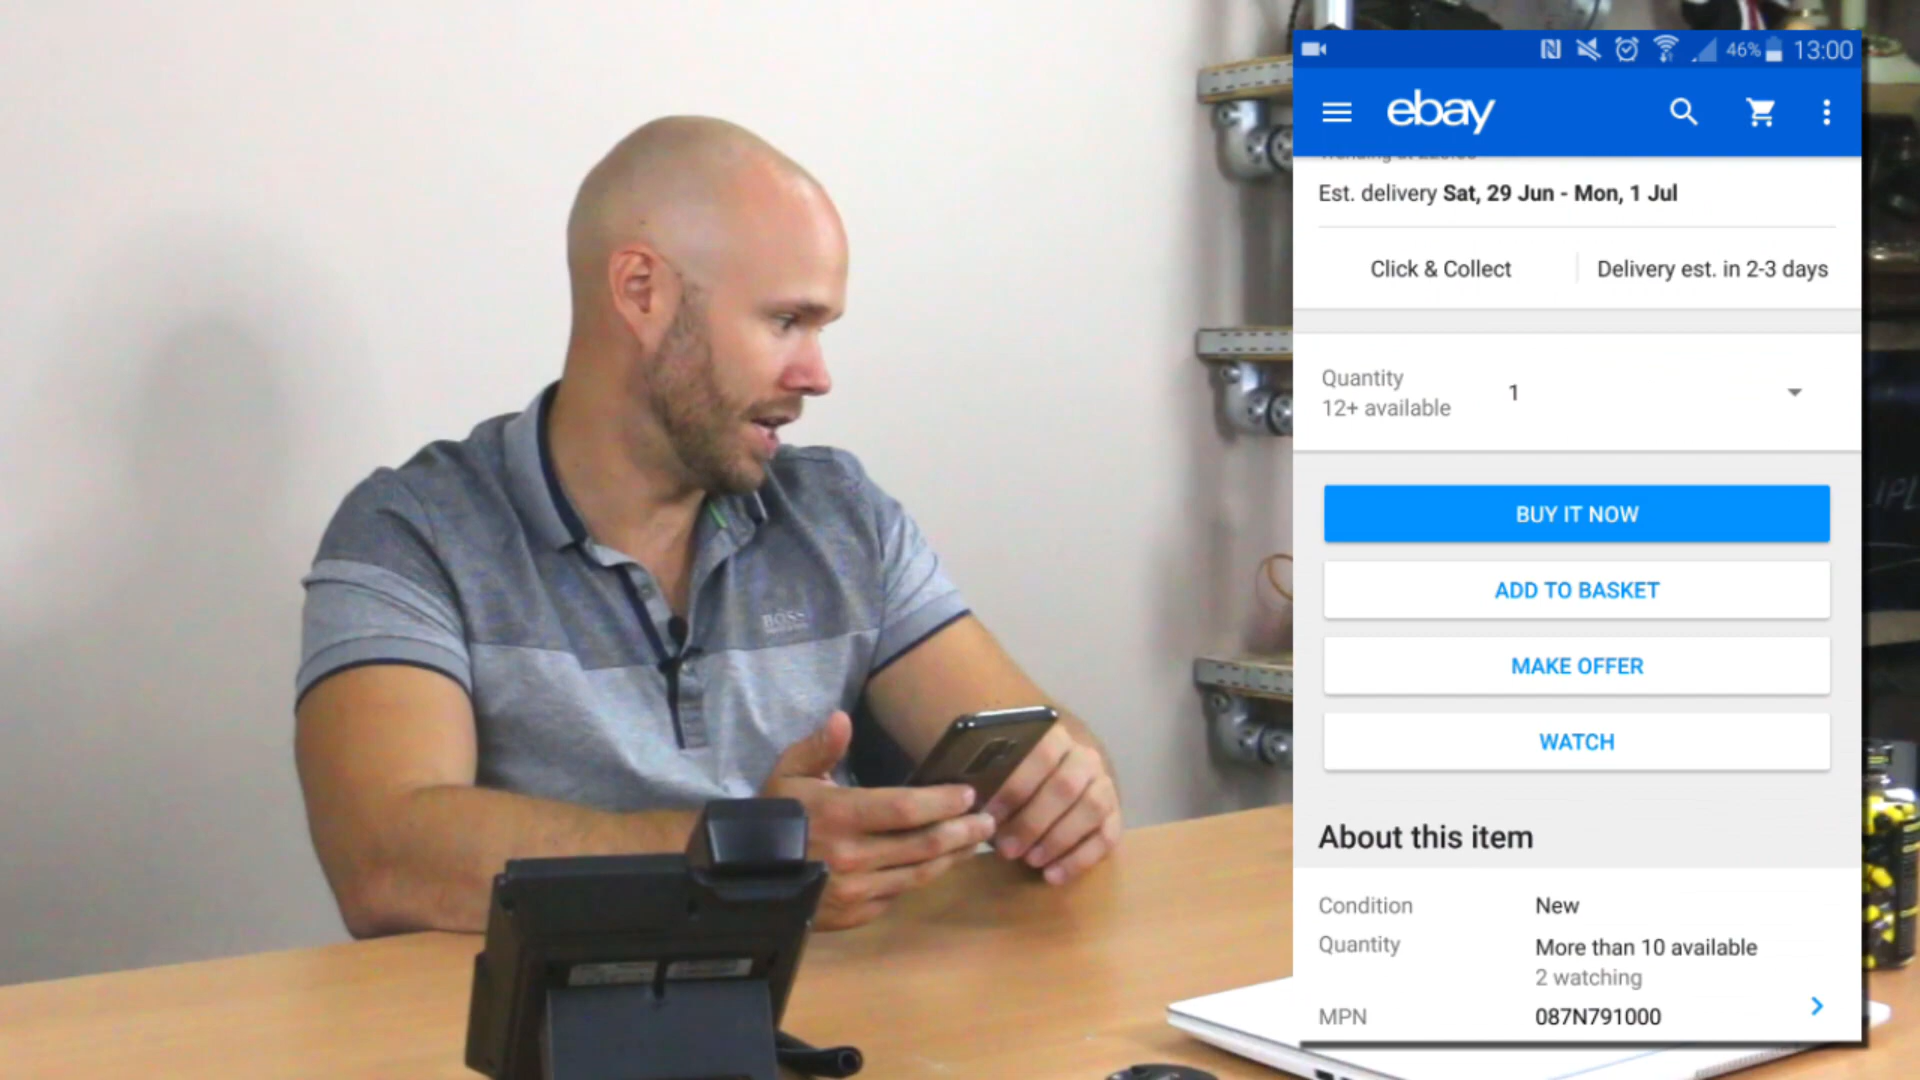 46% 13:00
ebay
Est. delivery Sat, 29 Jun - Mon, 1 Jul
Click & Collect
Delivery est. in 2-3 days
Quantity
12+ available
1
BUY IT NOW
ADD TO BASKET
MAKE OFFER
WATCH
About this item
Condition New
Quantity More than 10 available
2 watching
MPN 087N791000
BOSS